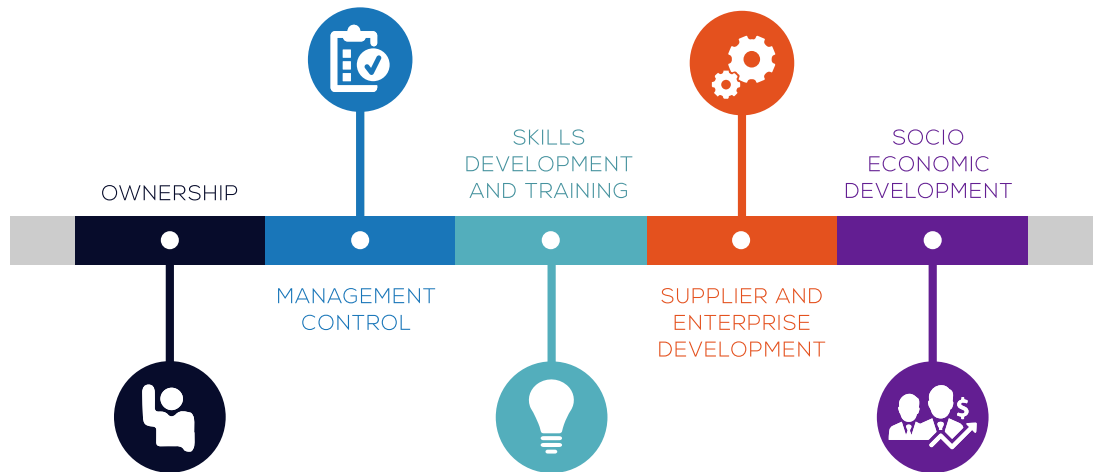 OWNERSHIP
MANAGEMENT
CONTROL
SKILLS
DEVELOPMENT
AND TRAINING
SUPPLIER AND
ENTERPRISE
DEVELOPMENT
SOCIO
ECONOMIC
DEVELOPMENT
$